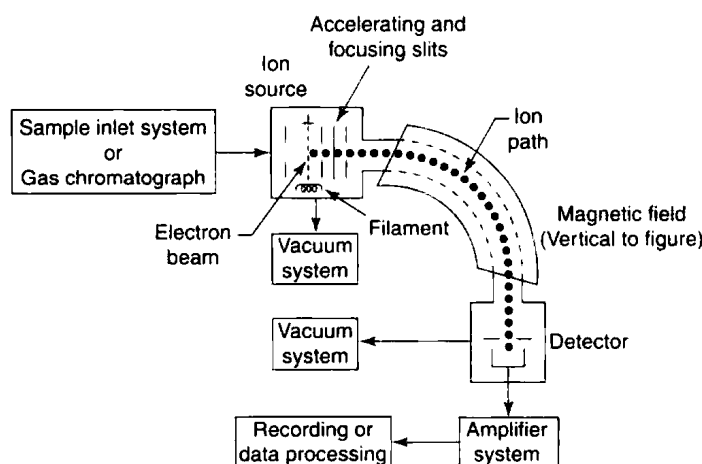 Accelerating and
focusing slits
Ion
source
Sample inlet system
or
Gas chromatograph
Ion
path
Electron
beam
Filament
Magnetic field
(Vertical to figure)
Vacuum
system
Vacuum
system
Detector
Recording or
data processing
Amplifier
system